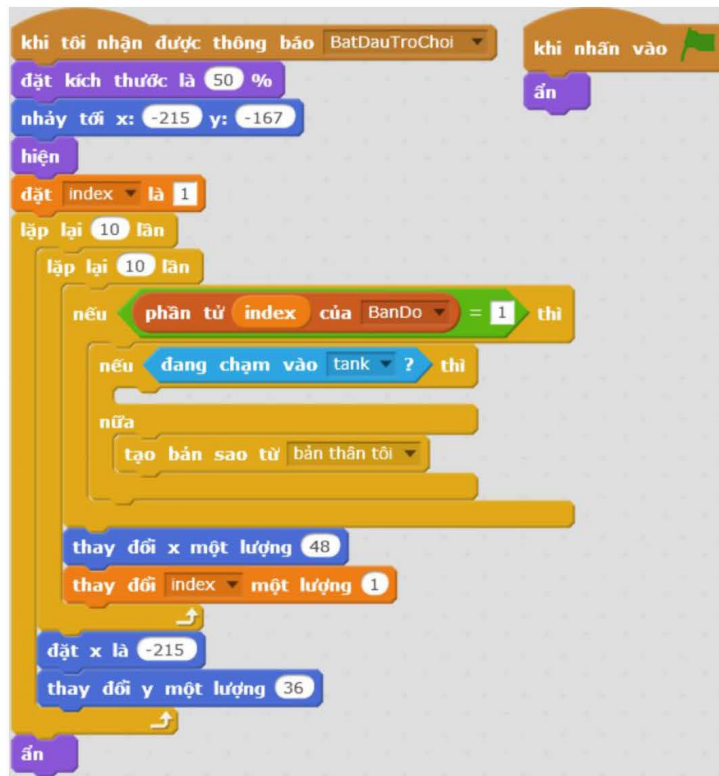 khi tôi nhận được thông báo BatDauTroChoi
đặt kích thước là 50 %
nhảy tới x: -215 y: -167
hiện
đặt index là 1
lặp lại 10 lần
lặp lại 10 lần
nếu phần tử index của BanDo = 1 thì
nếu đang chạm vào tank ? thì
nữa
tạo bản sao từ bản thân tôi
thay đổi x một lượng 48
thay đổi index một lượng 1
đặt x là -215
thay đổi y một lượng 36
ẩn
khi nhấn vào
ẩn